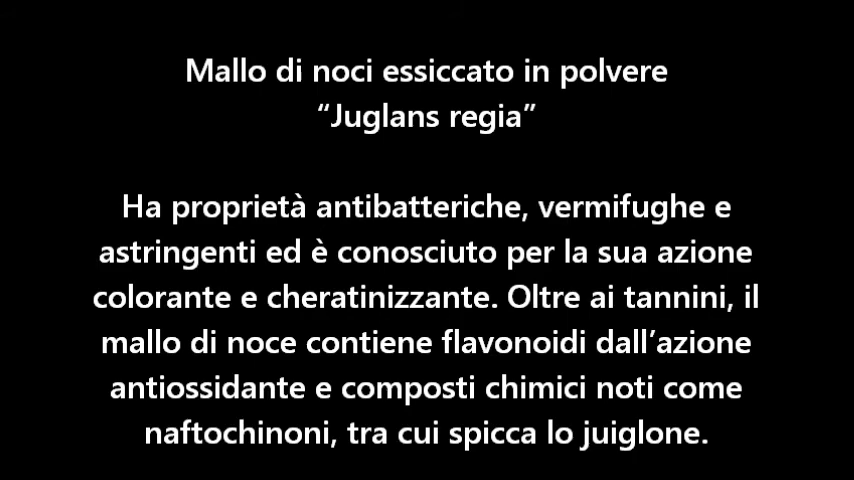 Mallo di noci essiccato in polvere
“Juglans regia”
Ha proprietà antibatteriche, vermifughe e
astringenti ed è conosciuto per la sua azione
colorante e cheratinizzante. Oltre ai tannini, il
mallo di noce contiene flavonoidi dall’azione
antiossidante e composti chimici noti come
naftochinoni, tra cui spicca lo juiglone.